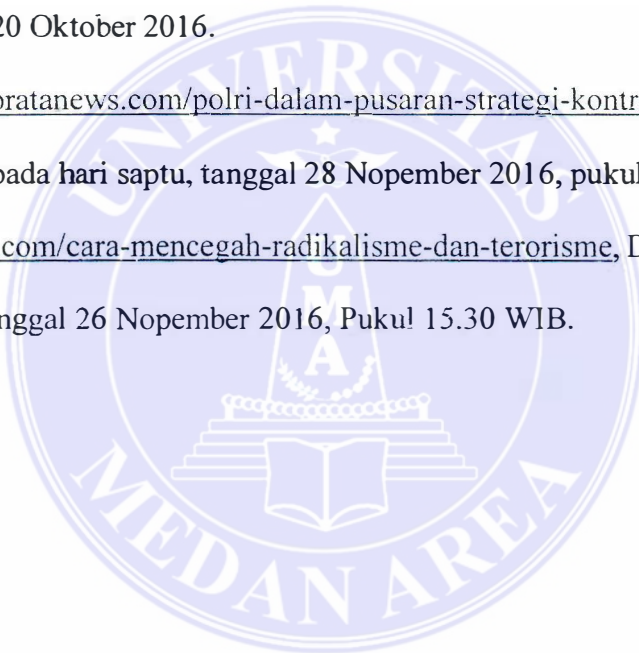 20 Oktober 2016.
oratanews.com/polri-dalam-pusaran-strategi-kontr
pada hari saptu, tanggal 28 Nopember 2016, pukul
.com/cara-mencegah-radikalisme-dan-terorisme, D
nggal 26 Nopember 2016, Pukul 15.30 WIB.
UNIVERSITAS
UMA
MEDAN AREA